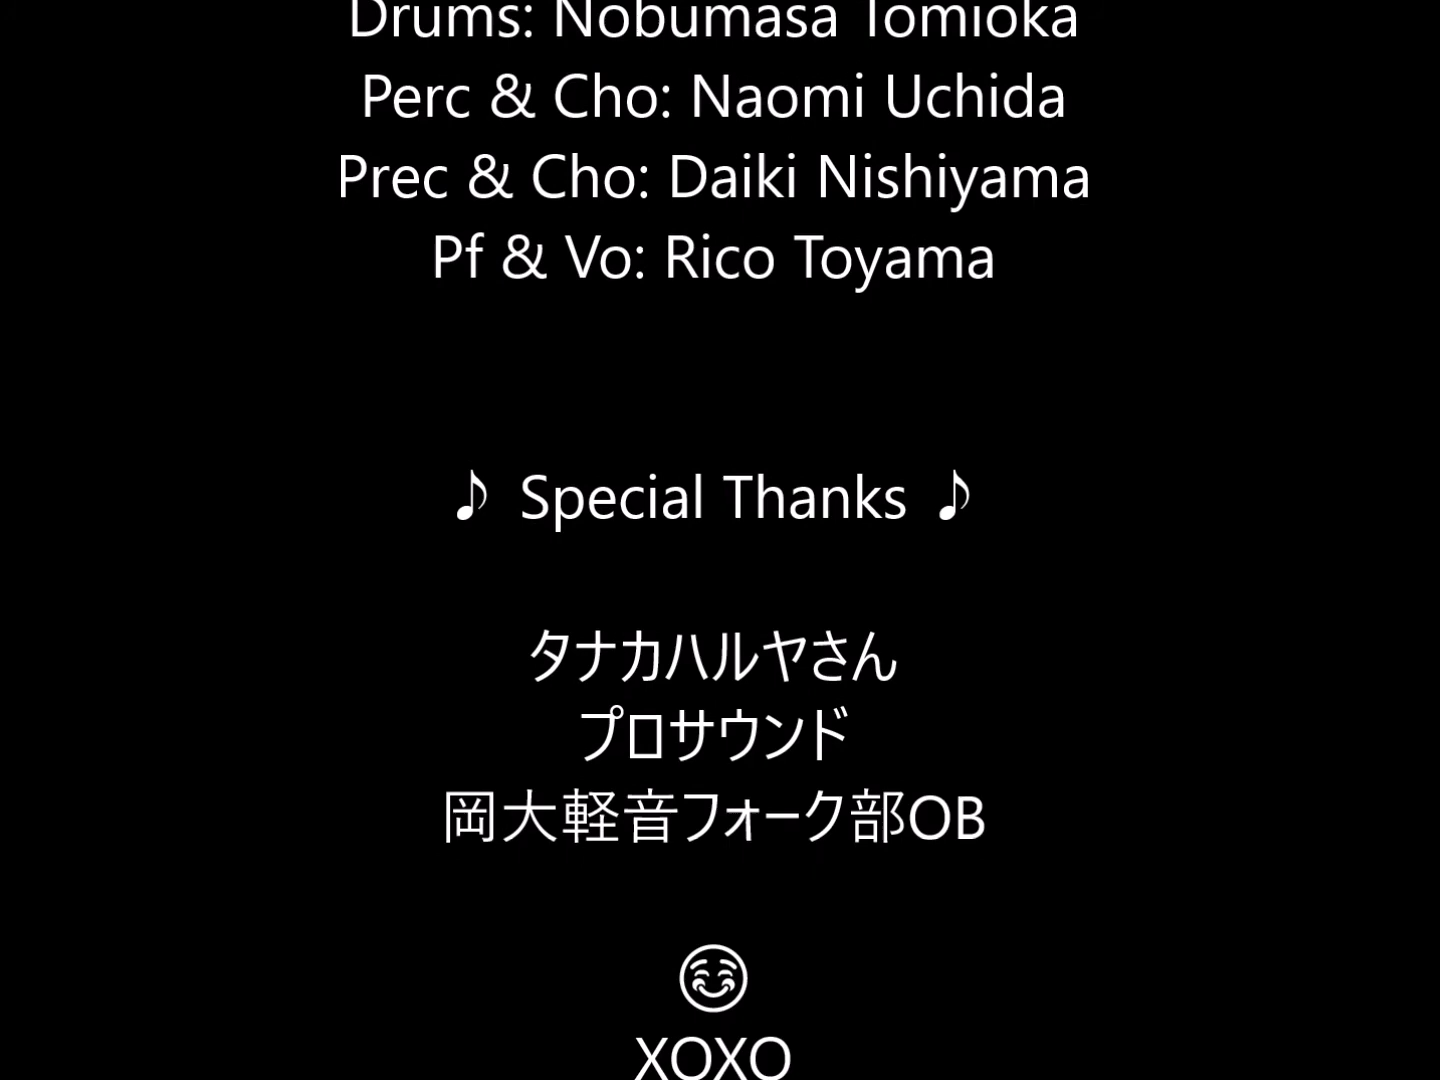 Drums: Nobumasa Tomioka
Perc & Cho: Naomi Uchida
Prec & Cho: Daiki Nishiyama
Pf & Vo: Rico Toyama
♪ Special Thanks ♪
タナカハルヤさん
プロサウンド
岡大軽音フォーク部OB
😊
XOXO